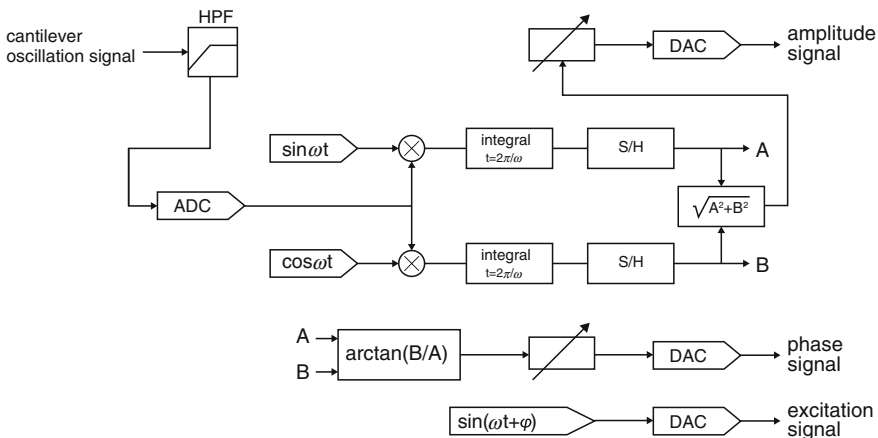 HPF
cantilever
oscillation signal
DAC
amplitude
signal
sinωt
integral
t=2π/ω
S/H
A
ADC
√A²+B²
cosωt
integral
t=2π/ω
S/H
B
A
B
arctan(B/A)
DAC
phase
signal
sin(ωt+φ)
DAC
excitation
signal